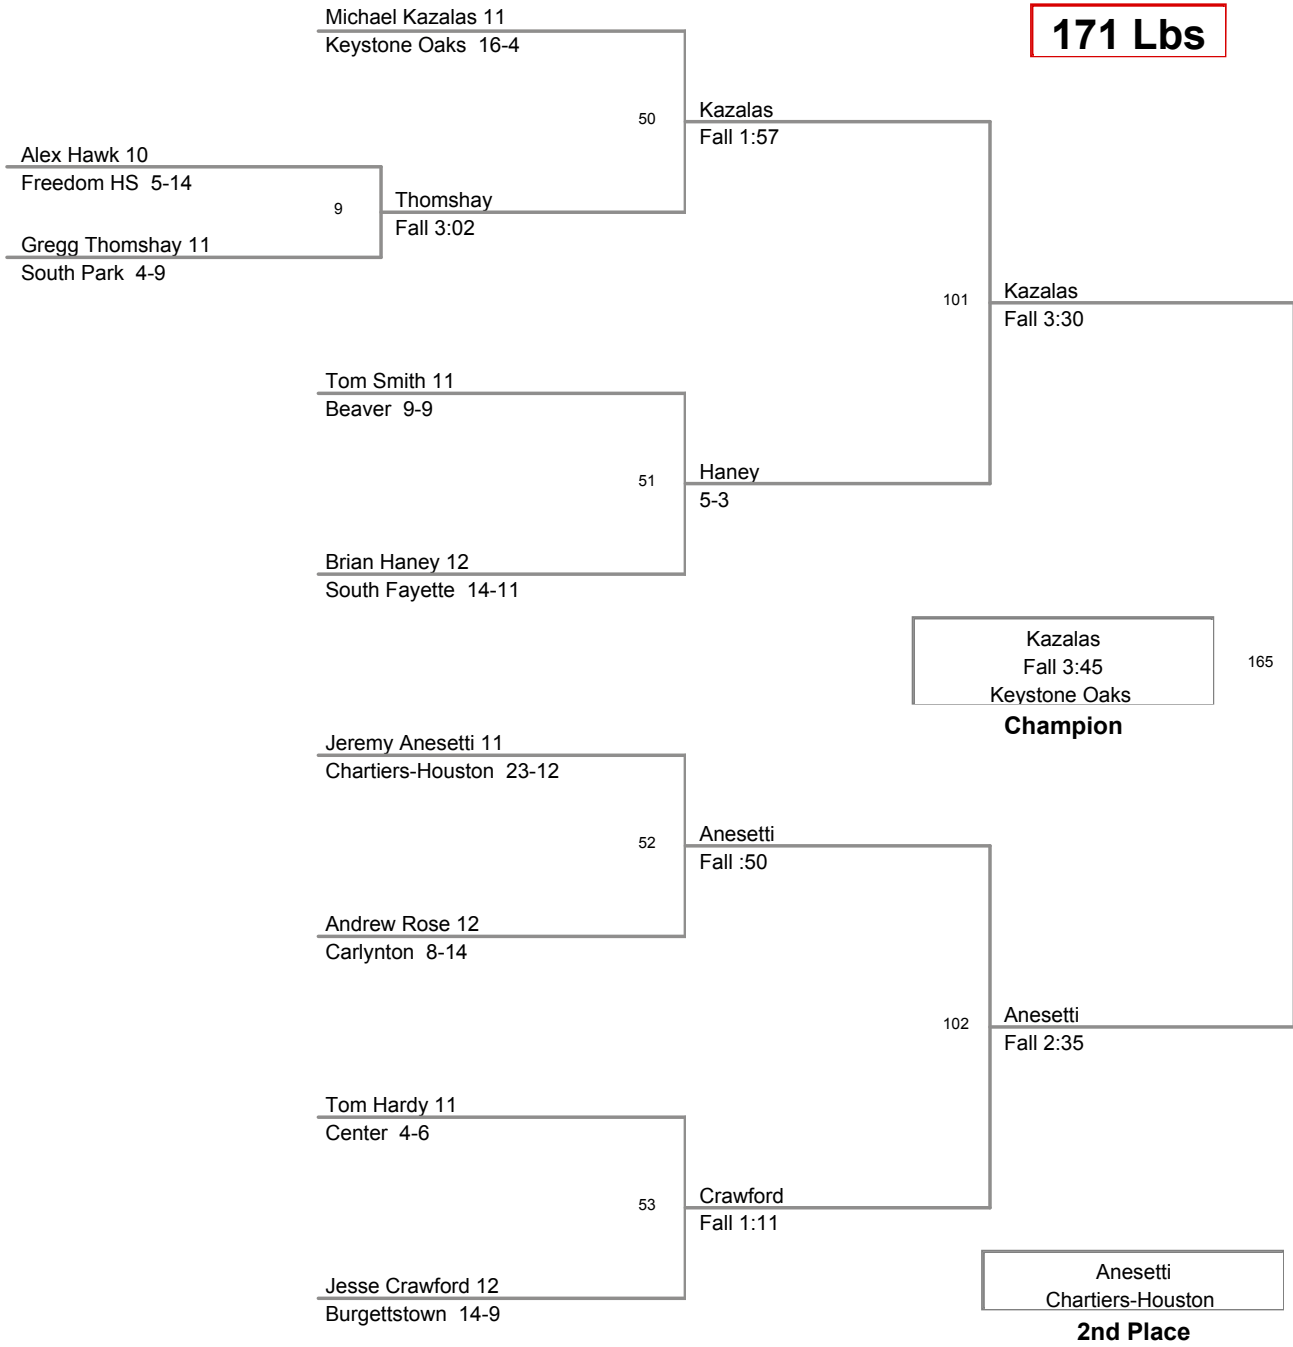 Michael Kazalas 11
Keystone Oaks 16-4
171 Lbs
50
Kazalas
Fall 1:57
Alex Hawk 10
Freedom HS 5-14
9
Thomshay
Fall 3:02
Gregg Thomshay 11
South Park 4-9
101
Kazalas
Fall 3:30
Tom Smith 11
Beaver 9-9
51
Haney
5-3
Brian Haney 12
South Fayette 14-11
Kazalas
Fall 3:45
Keystone Oaks
Champion
165
Jeremy Anesetti 11
Chartiers-Houston 23-12
52
Anesetti
Fall :50
Andrew Rose 12
Carlynton 8-14
102
Anesetti
Fall 2:35
Tom Hardy 11
Center 4-6
53
Crawford
Fall 1:11
Jesse Crawford 12
Burgettstown 14-9
Anesetti
Chartiers-Houston
2nd Place